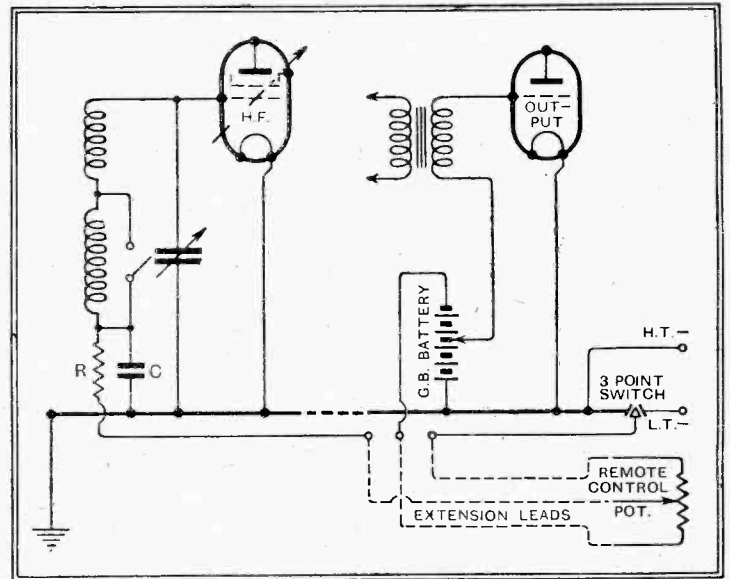 H.F.
OUT-
PUT
G.B. BATTERY
H.T.-
3 POINT
SWITCH
L.T.-
R
C
REMOTE
CONTROL
POT.
EXTENSION LEADS